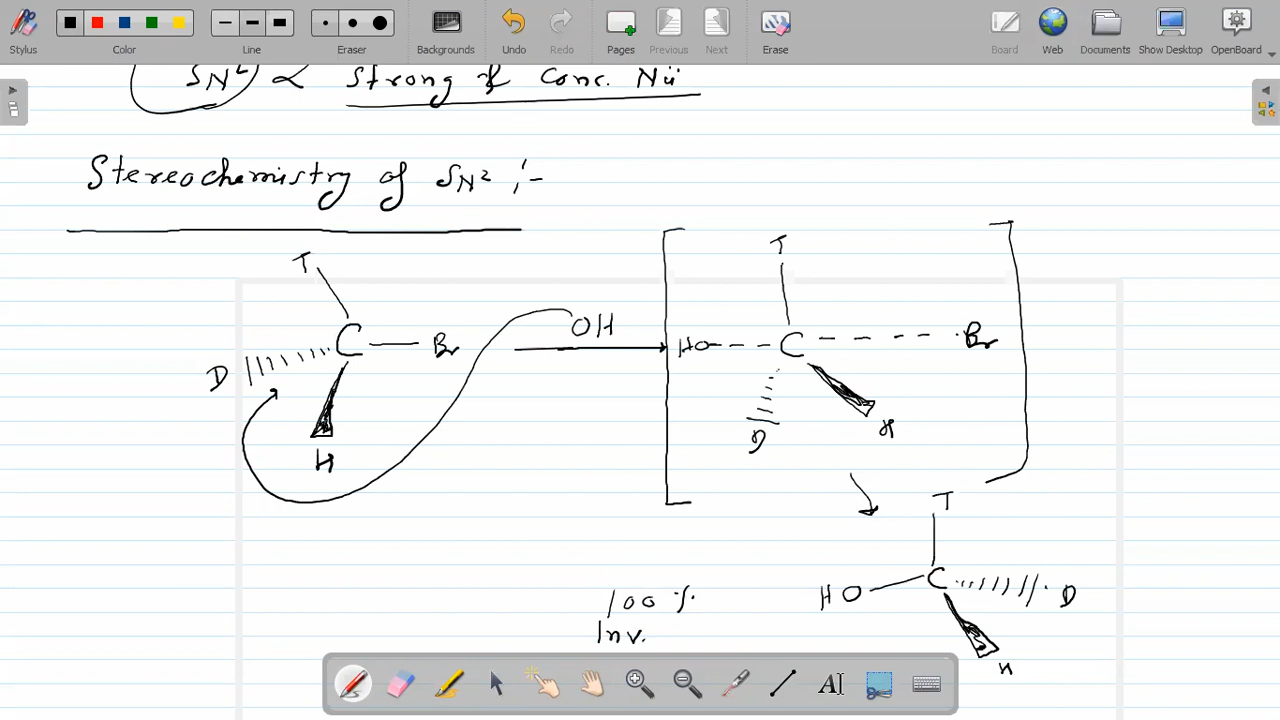 Stylus Color Line Eraser Backgrounds Undo Redo Pages Previous Next Erase Board Web Documents Show Desktop OpenBoard
SN² ∝ Strong & Conc. Nü
Stereochemistry of SN² :-
T
C
Br
D
H
OH
T
HO
C
Br
D
H
T
HO
C
D
H
100 %
Inv.